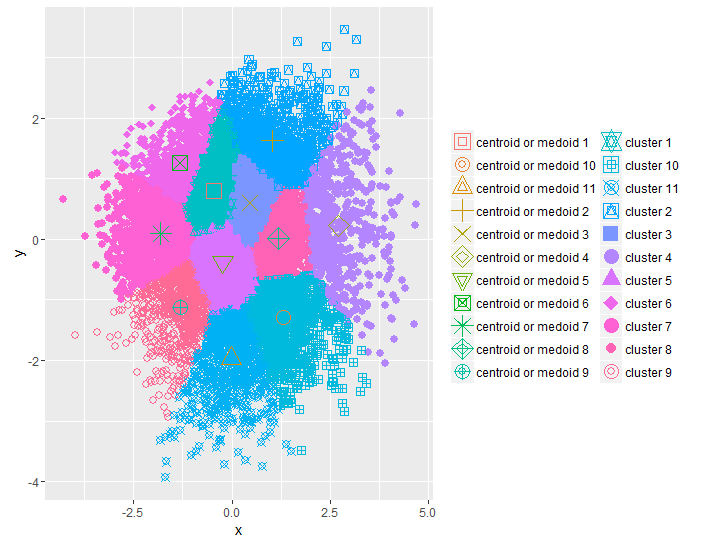 2
0
-2
-4
y
-2.5
0.0
2.5
5.0
x
centroid or medoid 1
centroid or medoid 10
centroid or medoid 11
centroid or medoid 2
centroid or medoid 3
centroid or medoid 4
centroid or medoid 5
centroid or medoid 6
centroid or medoid 7
centroid or medoid 8
centroid or medoid 9
cluster 1
cluster 10
cluster 11
cluster 2
cluster 3
cluster 4
cluster 5
cluster 6
cluster 7
cluster 8
cluster 9